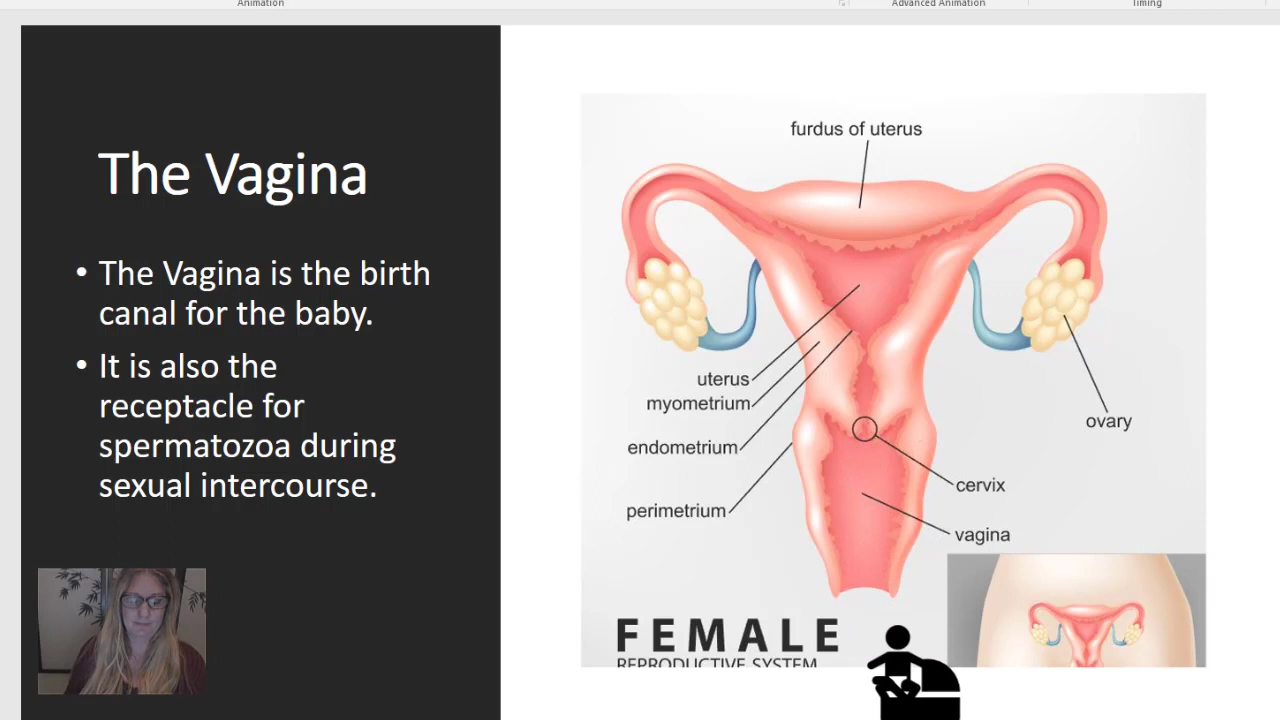 Animation
Advanced Animation
Timing
The Vagina
• The Vagina is the birth
canal for the baby.
• It is also the
receptacle for
spermatozoa during
sexual intercourse.
furdus of uterus
uterus
myometrium
endometrium
perimetrium
ovary
cervix
vagina
FEMALE
REPRODUCTIVE SYSTEM